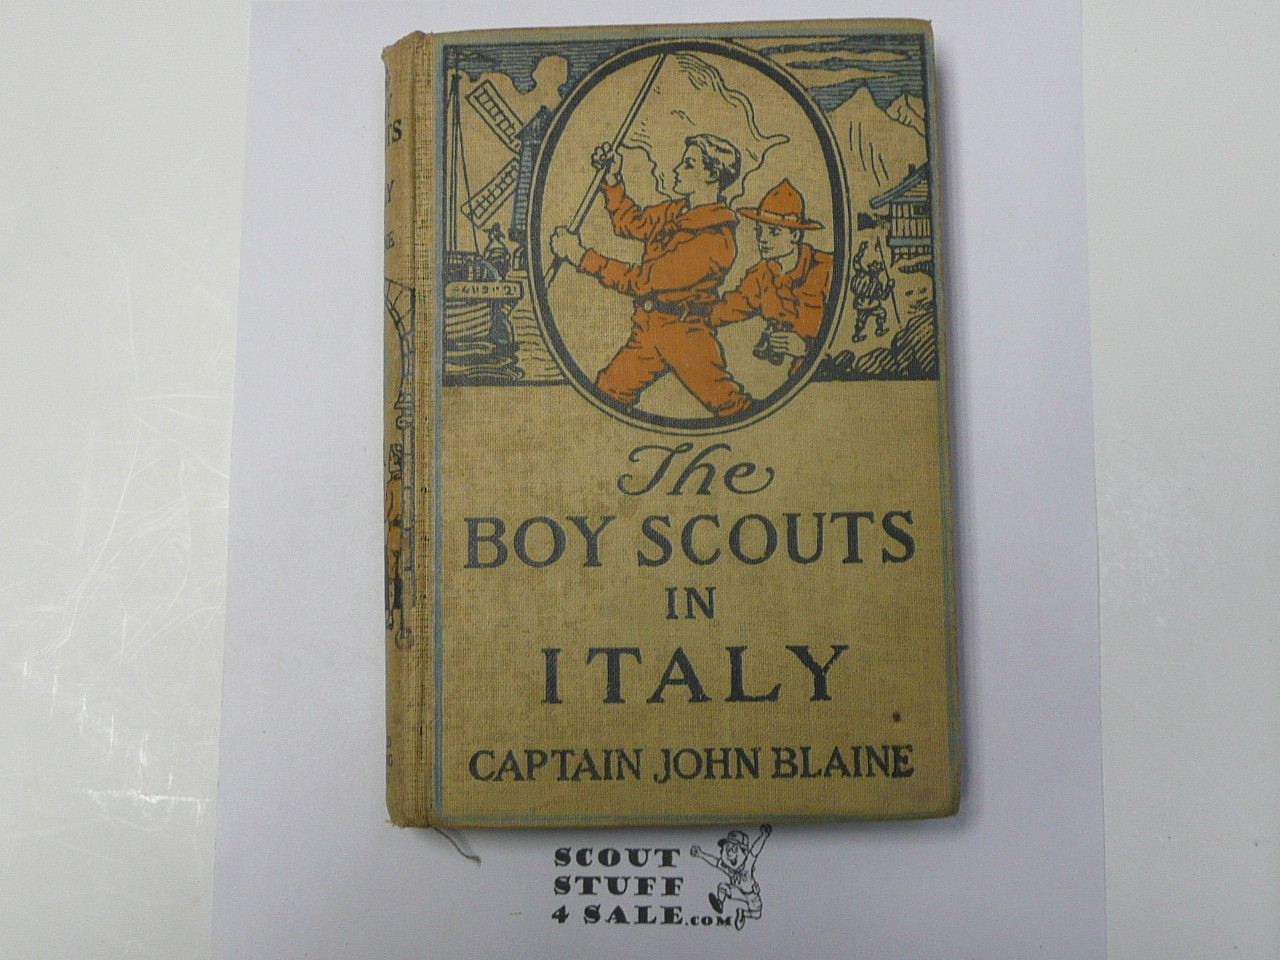 The
BOY SCOUTS
IN
ITALY
CAPTAIN JOHN BLAINE
SCOUT
STUFF
4 SALE.COM